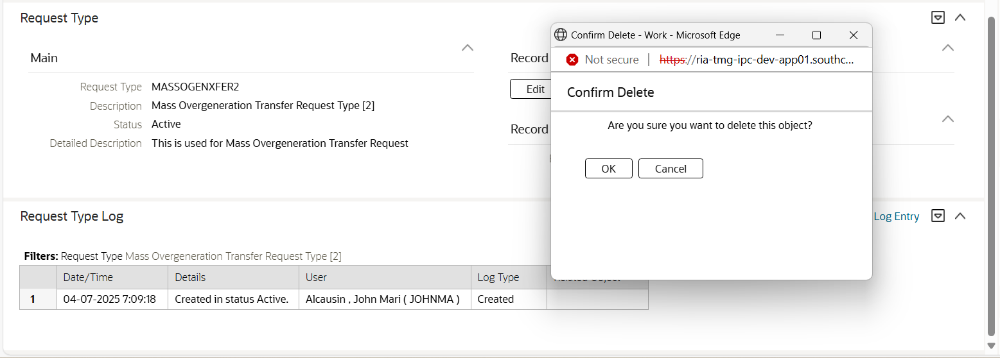 Request Type
Main
Request Type MASSOGENXFER2
Description Mass Overgeneration Transfer Request Type [2]
Status Active
Detailed Description This is used for Mass Overgeneration Transfer Request
Record
Edit
Record
Confirm Delete - Work - Microsoft Edge
Not secure | https://ria-tmg-ipc-dev-app01.southc...
Confirm Delete
Are you sure you want to delete this object?
OK Cancel
Request Type Log
Log Entry
Filters: Request Type Mass Overgeneration Transfer Request Type [2]
Date/Time Details User Log Type Related Object
1 04-07-2025 7:09:18 Created in status Active. Alcausin , John Mari ( JOHNMA ) Created